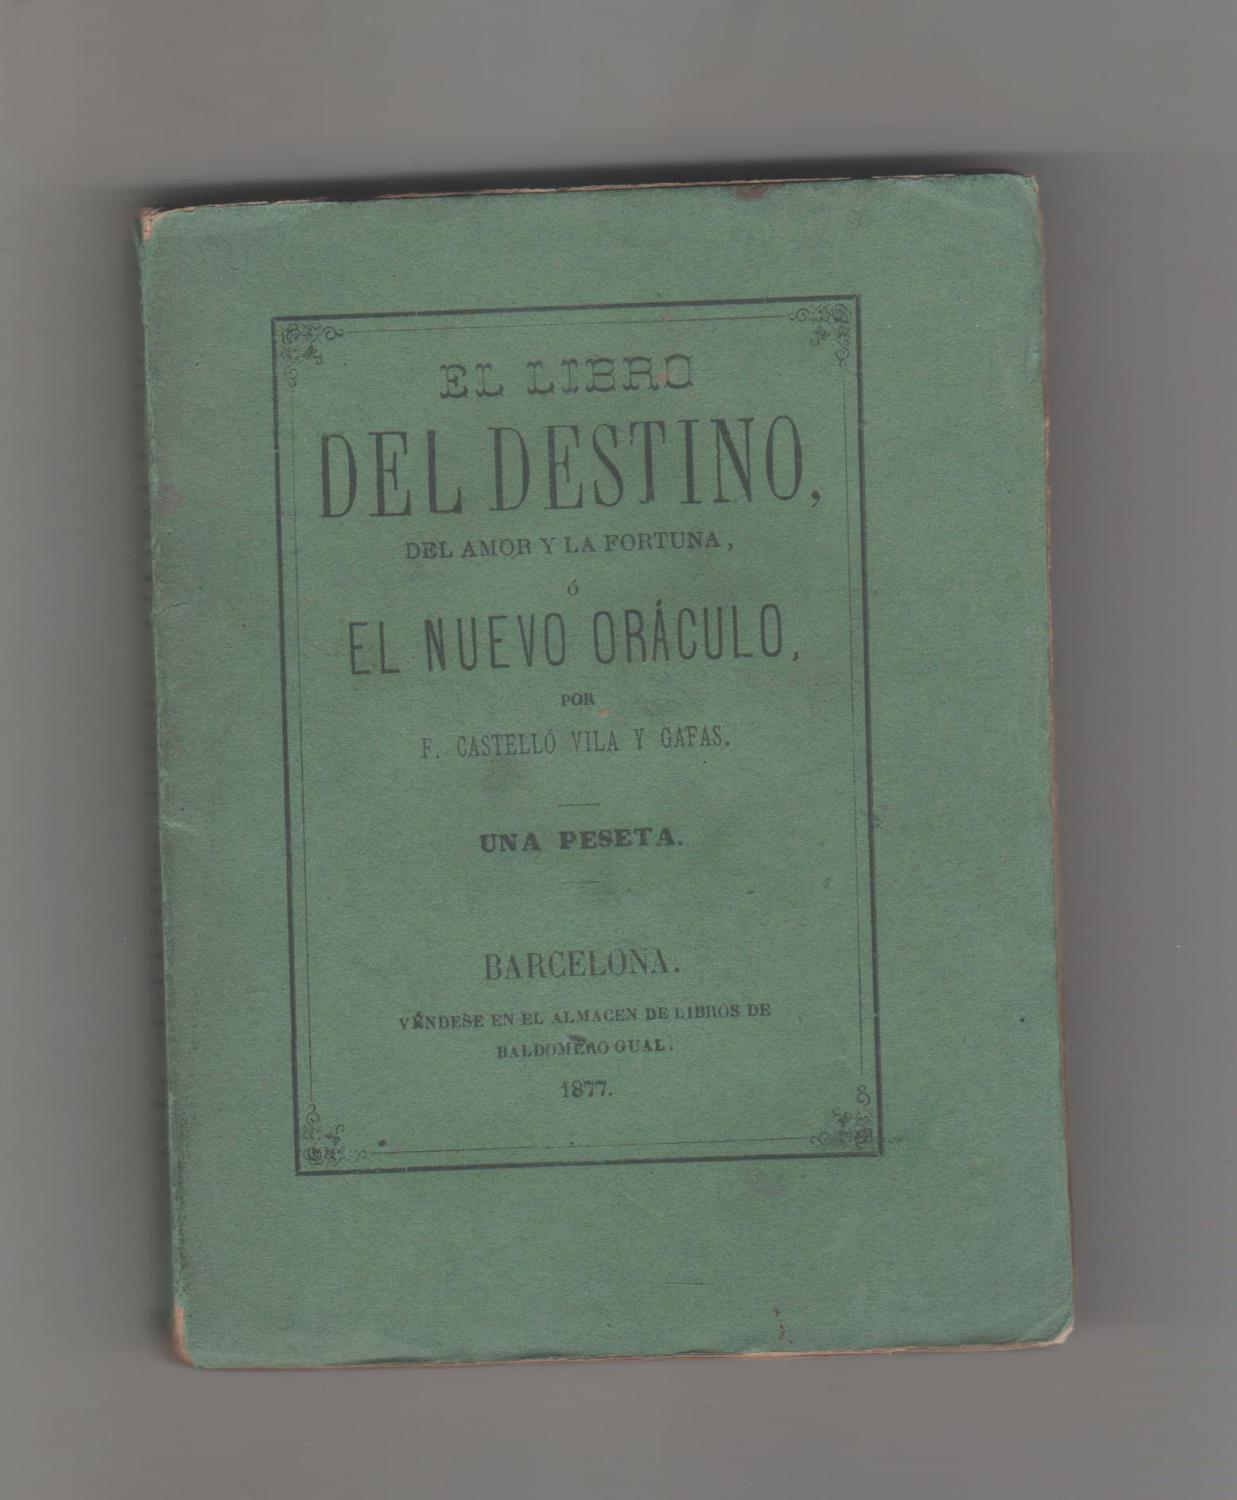 EL LIBRO
DEL DESTINO,
DEL AMOR Y LA FORTUNA,
ó
EL NUEVO ORÁCULO,
POR
F. CASTELLÓ VILA Y GAFAS.
UNA PESETA.
BARCELONA.
VÉNDESE EN EL ALMACEN DE LIBROS DE
BALDOMERO GUAL.
1877.